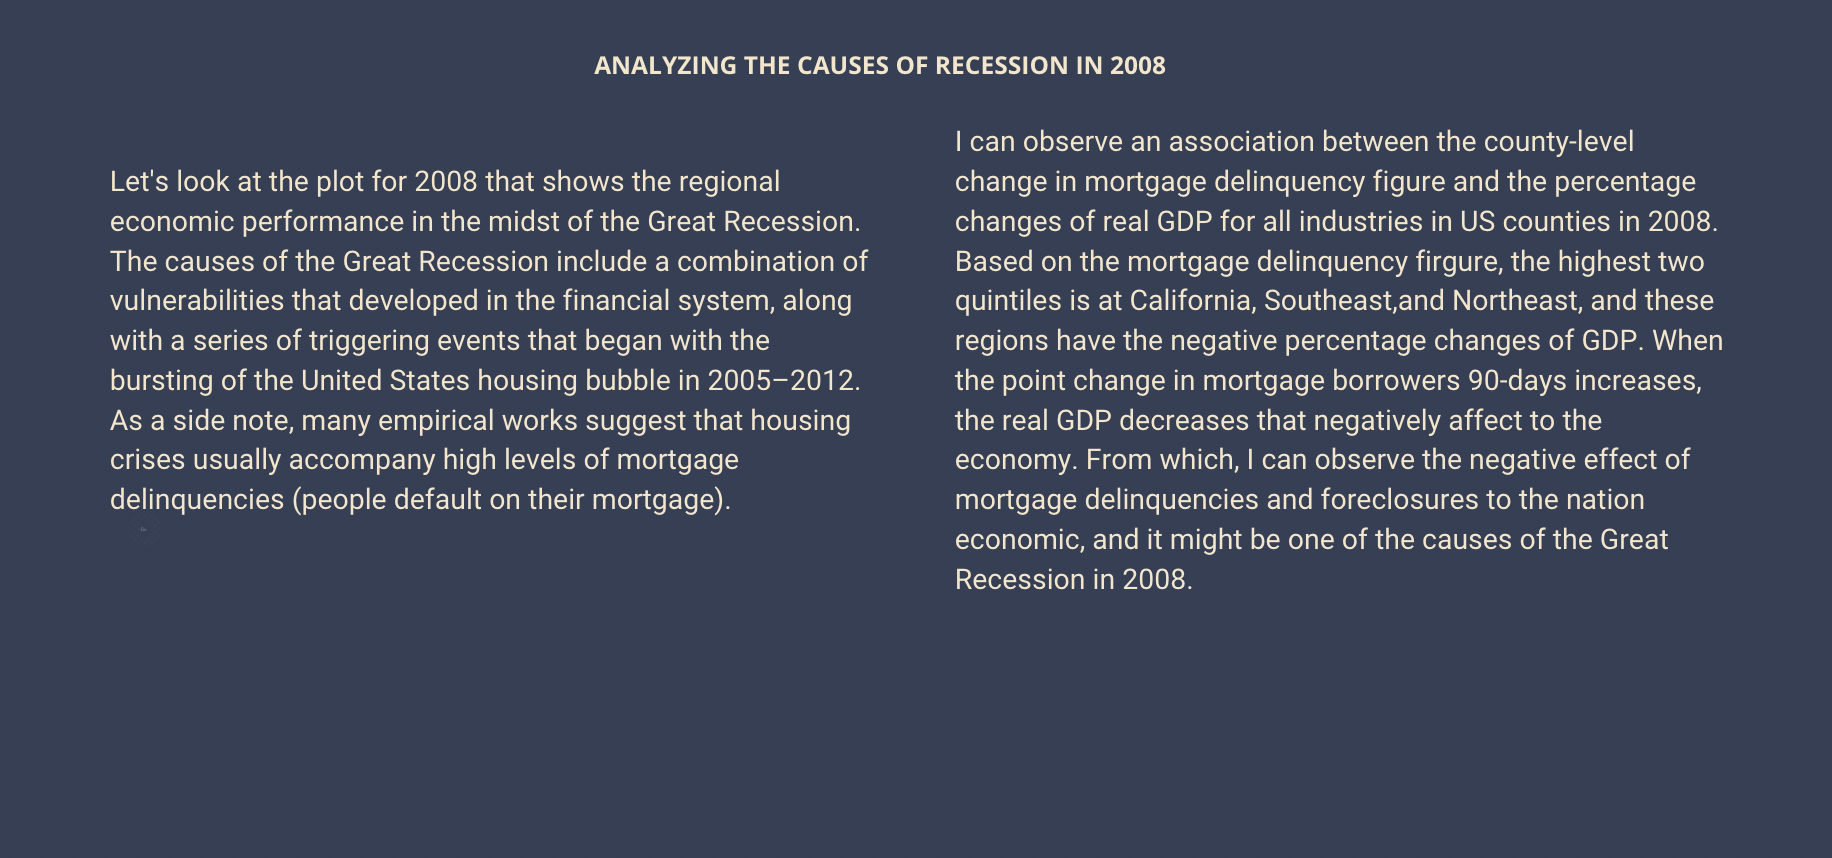 ANALYZING THE CAUSES OF RECESSION IN 2008
Let's look at the plot for 2008 that shows the regional
economic performance in the midst of the Great Recession.
The causes of the Great Recession include a combination of
vulnerabilities that developed in the financial system, along
with a series of triggering events that began with the
bursting of the United States housing bubble in 2005–2012.
As a side note, many empirical works suggest that housing
crises usually accompany high levels of mortgage
delinquencies (people default on their mortgage).
I can observe an association between the county-level
change in mortgage delinquency figure and the percentage
changes of real GDP for all industries in US counties in 2008.
Based on the mortgage delinquency firgure, the highest two
quintiles is at California, Southeast,and Northeast, and these
regions have the negative percentage changes of GDP. When
the point change in mortgage borrowers 90-days increases,
the real GDP decreases that negatively affect to the
economy. From which, I can observe the negative effect of
mortgage delinquencies and foreclosures to the nation
economic, and it might be one of the causes of the Great
Recession in 2008.